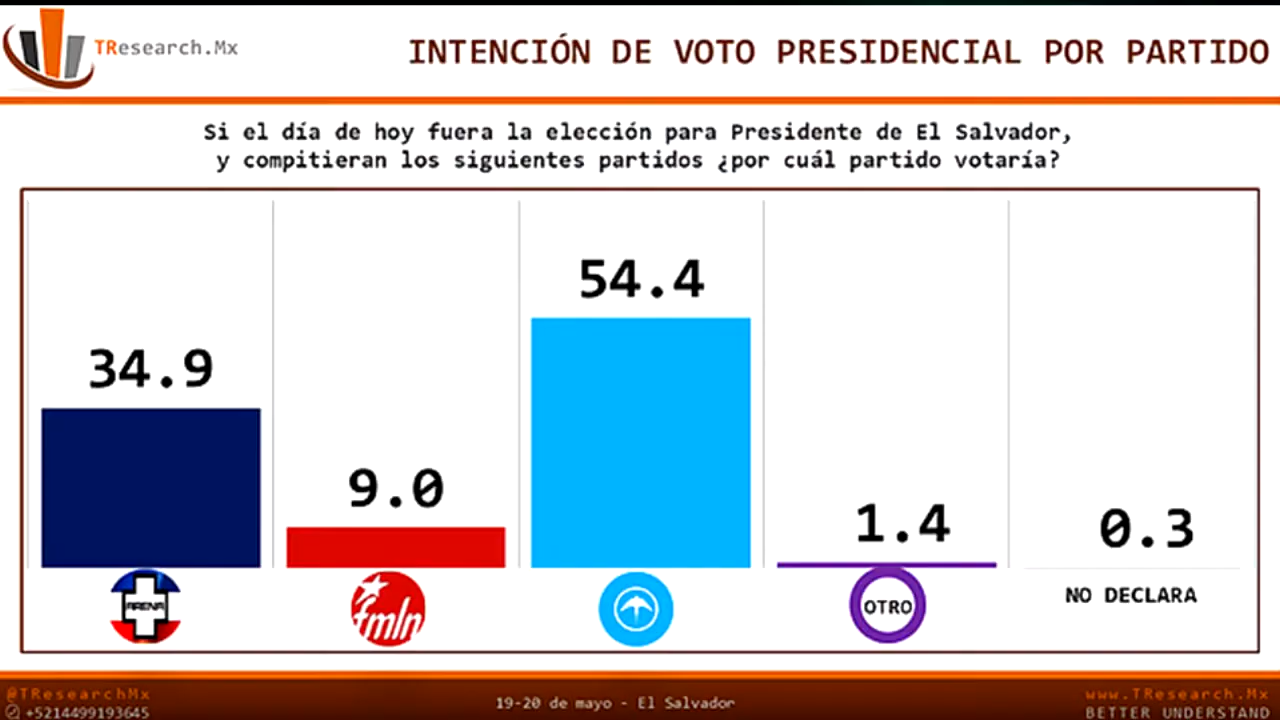 TResearch.Mx
INTENCIÓN DE VOTO PRESIDENCIAL POR PARTIDO
Si el día de hoy fuera la elección para Presidente de El Salvador,
y compitieran los siguientes partidos ¿por cuál partido votaría?
34.9
9.0
54.4
1.4
0.3
ARENA
fmln
OTRO
NO DECLARA
@TResearchMx
+5214499193645
19-20 de mayo - El Salvador
www.TResearch.Mx
BETTER UNDERSTAND